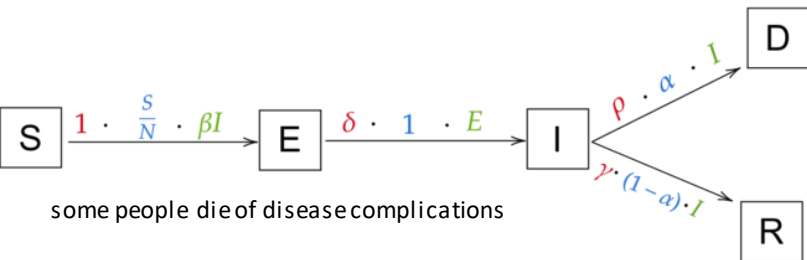 D
ρ · α · I
S 1 · S/N · βI E δ · 1 · E I
γ·(1−α)·I
some people die of disease complications
R